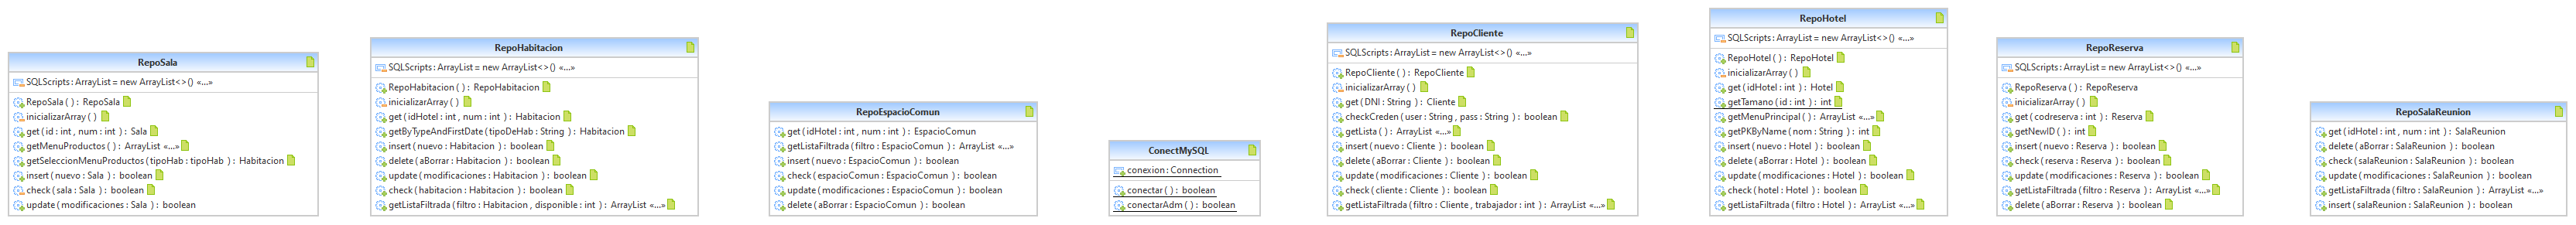 RepoSala
SQLScripts : ArrayList = new ArrayList<>() «...»
RepoSala ( ) : RepoSala
inicializarArray ( )
get ( id : int , num : int ) : Sala
getMenuProductos ( ) : ArrayList «...»
getSeleccionMenuProductos ( tipoHab : tipoHab ) : Habitacion
insert ( nuevo : Sala ) : boolean
check ( sala : Sala ) : boolean
update ( modificaciones : Sala ) : boolean
RepoHabitacion
SQLScripts : ArrayList = new ArrayList<>() «...»
RepoHabitacion ( ) : RepoHabitacion
inicializarArray ( )
get ( idHotel : int , num : int ) : Habitacion
getByTypeAndFirstDate ( tipoDeHab : String ) : Habitacion
insert ( nuevo : Habitacion ) : boolean
delete ( aBorrar : Habitacion ) : boolean
update ( modificaciones : Habitacion ) : boolean
check ( habitacion : Habitacion ) : boolean
getListaFiltrada ( filtro : Habitacion , disponible : int ) : ArrayList «...»
RepoEspacioComun
get ( idHotel : int , num : int ) : EspacioComun
getListaFiltrada ( filtro : EspacioComun ) : ArrayList «...»
insert ( nuevo : EspacioComun ) : boolean
check ( espacioComun : EspacioComun ) : boolean
update ( modificaciones : EspacioComun ) : boolean
delete ( aBorrar : EspacioComun ) : boolean
ConectMySQL
conexion : Connection
conectar ( ) : boolean
conectarAdm ( ) : boolean
RepoCliente
SQLScripts : ArrayList = new ArrayList<>() «...»
RepoCliente ( ) : RepoCliente
inicializarArray ( )
get ( DNI : String ) : Cliente
checkCreden ( user : String , pass : String ) : boolean
getLista ( ) : ArrayList «...»
insert ( nuevo : Cliente ) : boolean
delete ( aBorrar : Cliente ) : boolean
update ( modificaciones : Cliente ) : boolean
check ( cliente : Cliente ) : boolean
getListaFiltrada ( filtro : Cliente , trabajador : int ) : ArrayList «...»
RepoHotel
SQLScripts : ArrayList = new ArrayList<>() «...»
RepoHotel ( ) : RepoHotel
inicializarArray ( )
get ( idHotel : int ) : Hotel
getTamano ( id : int ) : int
getMenuPrincipal ( ) : ArrayList «...»
getPKByName ( nom : String ) : int
insert ( nuevo : Hotel ) : boolean
delete ( aBorrar : Hotel ) : boolean
update ( modificaciones : Hotel ) : boolean
check ( hotel : Hotel ) : boolean
getListaFiltrada ( filtro : Hotel ) : ArrayList «...»
RepoReserva
SQLScripts : ArrayList = new ArrayList<>() «...»
RepoReserva ( ) : RepoReserva
inicializarArray ( )
get ( codreserva : int ) : Reserva
getNewID ( ) : int
insert ( nuevo : Reserva ) : boolean
check ( reserva : Reserva ) : boolean
update ( modificaciones : Reserva ) : boolean
getListaFiltrada ( filtro : Reserva ) : ArrayList «...»
delete ( aBorrar : Reserva ) : boolean
RepoSalaReunion
get ( idHotel : int , num : int ) : SalaReunion
delete ( aBorrar : SalaReunion ) : boolean
check ( salaReunion : SalaReunion ) : boolean
update ( modificaciones : SalaReunion ) : boolean
getListaFiltrada ( filtro : SalaReunion ) : ArrayList «...»
insert ( salaReunion : SalaReunion ) : boolean